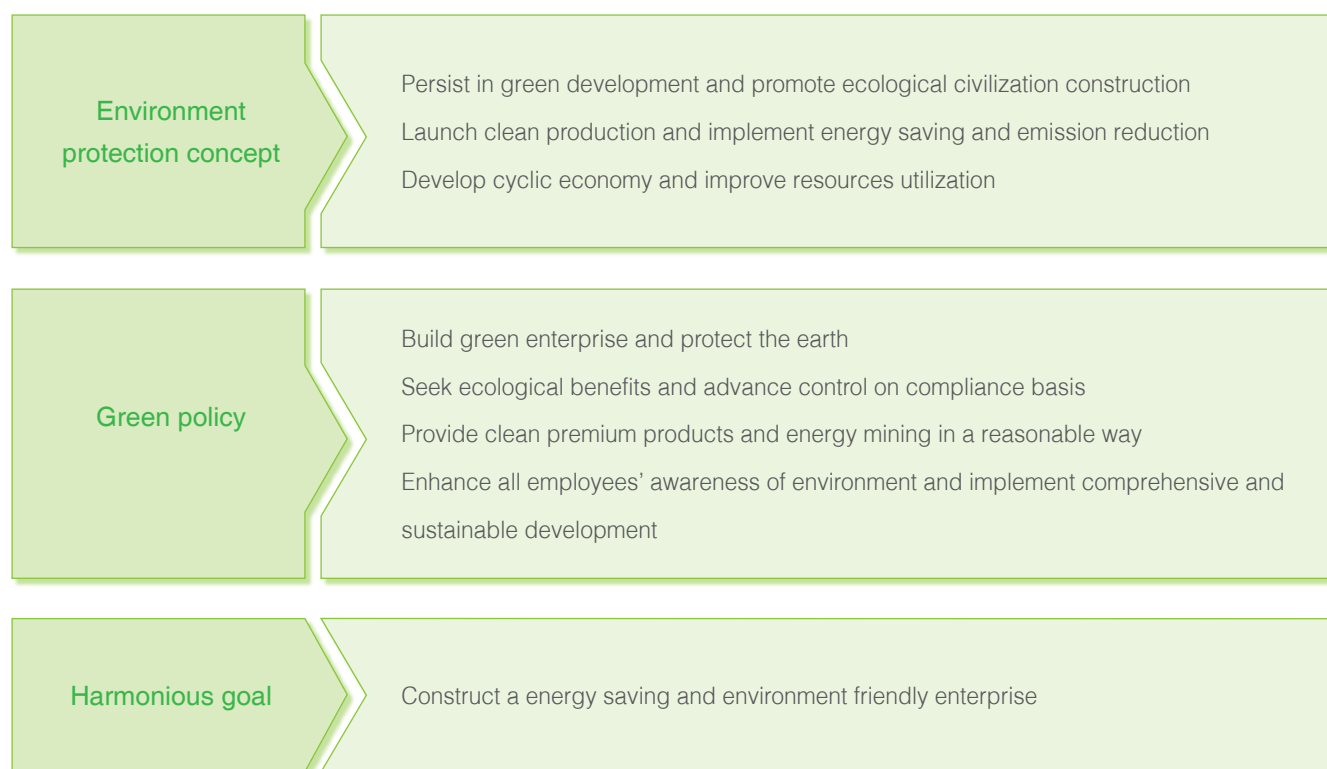 Environment
protection concept
Persist in green development and promote ecological civilization construction
Launch clean production and implement energy saving and emission reduction
Develop cyclic economy and improve resources utilization
Green policy
Build green enterprise and protect the earth
Seek ecological benefits and advance control on compliance basis
Provide clean premium products and energy mining in a reasonable way
Enhance all employees’ awareness of environment and implement comprehensive and
sustainable development
Harmonious goal
Construct a energy saving and environment friendly enterprise